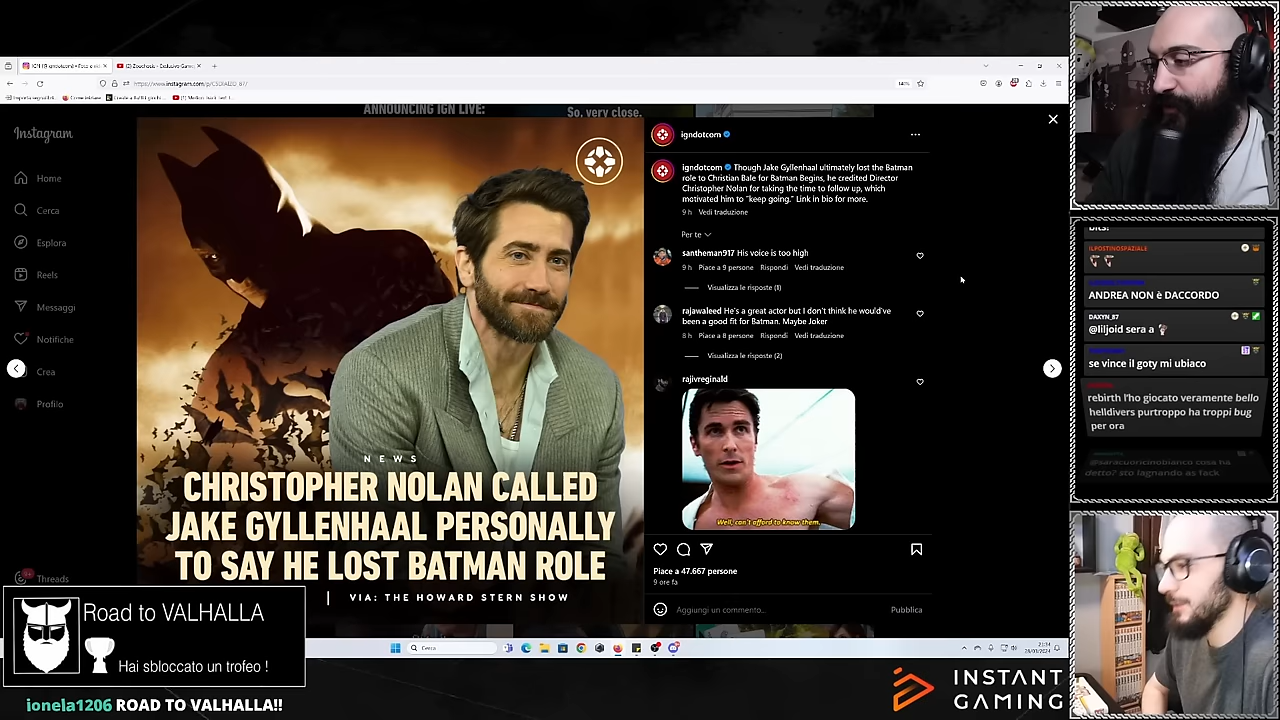 ANNOUNCING IGN LIVE:
So, very close.
Instagram
Home
Cerca
Esplora
Reels
Messaggi
Notifiche
Crea
Profilo
Threads
NEWS
CHRISTOPHER NOLAN CALLED
JAKE GYLLENHAAL PERSONALLY
TO SAY HE LOST BATMAN ROLE
| VIA: THE HOWARD STERN SHOW
igndotcom
igndotcom Though Jake Gyllenhaal ultimately lost the Batman
role to Christian Bale for Batman Begins, he credited Director
Christopher Nolan for taking the time to follow up, which
motivated him to "keep going." Link in bio for more.
9 h Vedi traduzione
Per te
santheman917 His voice is too high
9 h Piace a 9 persone Rispondi Vedi traduzione
Visualizza le risposte (1)
rajawaleed He's a great actor but I don't think he would've
been a good fit for Batman. Maybe Joker
8 h Piace a 8 persone Rispondi Vedi traduzione
Visualizza le risposte (2)
rajivreginald
Well, can't afford to know them.
Piace a 47.667 persone
9 ore fa
Aggiungi un commento...
Pubblica
Cerca
Road to VALHALLA
Hai sbloccato un trofeo !
ionela1206 ROAD TO VALHALLA!!
INSTANT
GAMING
ILPOSTINOSPAZIALE
ANDREA NON è DACCORDO
DAXYN_87
@liljoid sera a
se vince il goty mi ubiaco
rebirth l'ho giocato veramente bello
helldivers purtroppo ha troppi bug
per ora